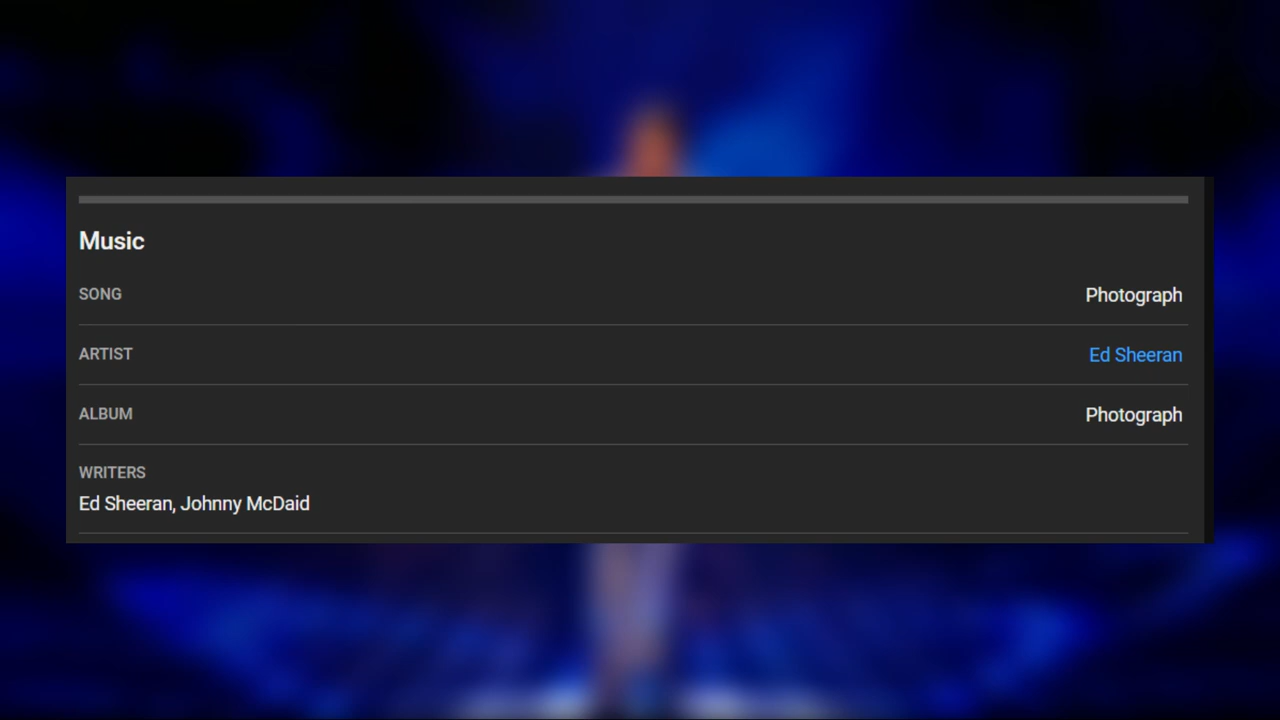 Music
SONG Photograph
ARTIST Ed Sheeran
ALBUM Photograph
WRITERS
Ed Sheeran, Johnny McDaid